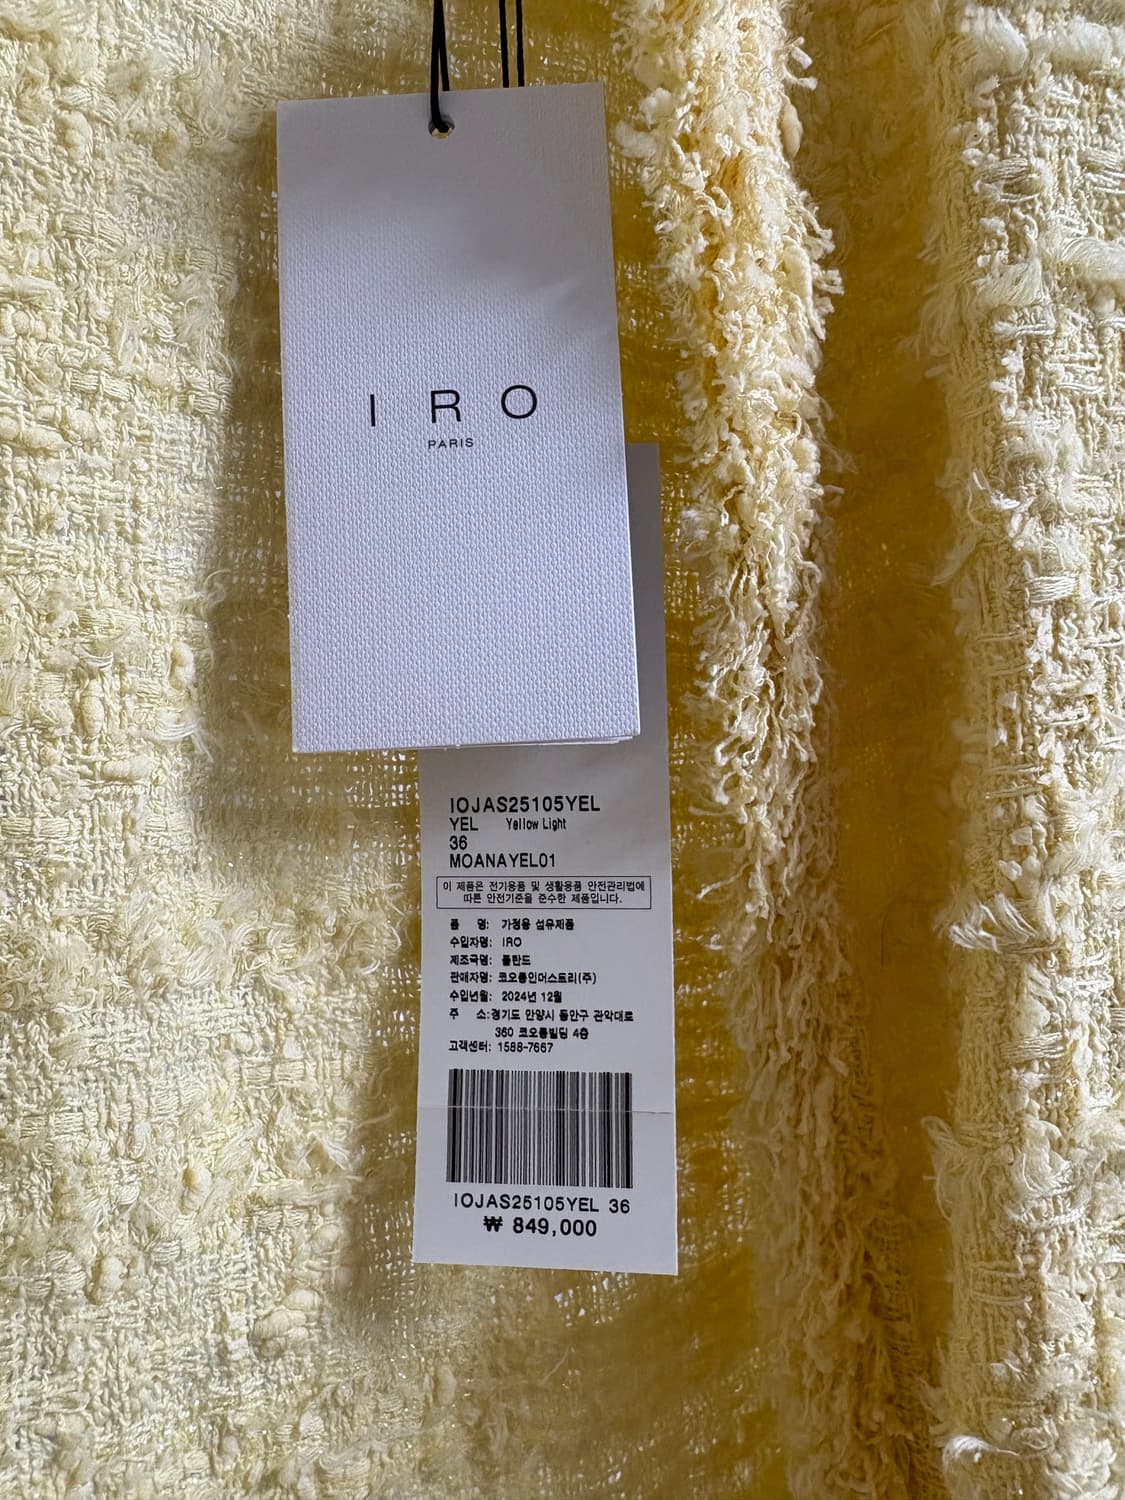 IRO
PARIS
IOJAS25105YEL
YEL Yellow Light
36
MOANAYEL01
이 제품은 전기용품 및 생활용품 안전관리법에
따른 안전기준을 준수한 제품입니다.
품 명: 가정용 섬유제품
수입자명: IRO
제조국명: 폴란드
판매자명: 코오롱인더스트리(주)
수입년월: 2024년 12월
주 소:경기도 안양시 동안구 관악대로
360 코오롱빌딩 4층
고객센터: 1588-7667
IOJAS25105YEL 36
₩ 849,000